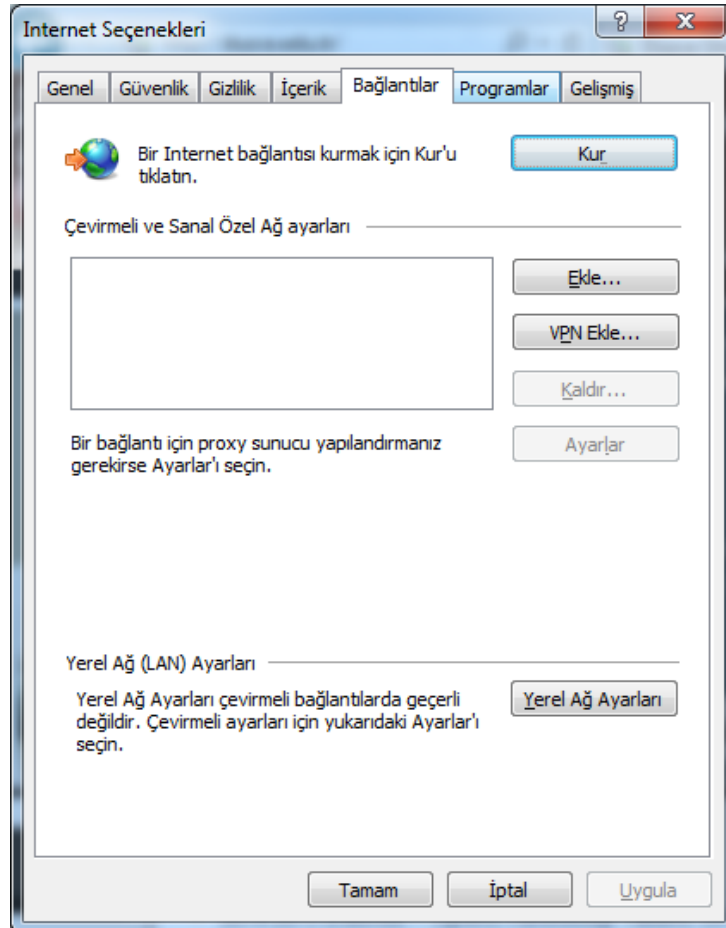 Internet Seçenekleri
Genel Güvenlik Gizlilik İçerik Bağlantılar Programlar Gelişmiş
Bir Internet bağlantısı kurmak için Kur'u
tıklatın.
Kur
Çevirmeli ve Sanal Özel Ağ ayarları
Ekle...
VPN Ekle...
Kaldır...
Bir bağlantı için proxy sunucu yapılandırmanız
gerekirse Ayarlar'ı seçin.
Ayarlar
Yerel Ağ (LAN) Ayarları
Yerel Ağ Ayarları çevirmeli bağlantılarda geçerli
değildir. Çevirmeli ayarları için yukarıdaki Ayarlar'ı
seçin.
Yerel Ağ Ayarları
Tamam İptal Uygula